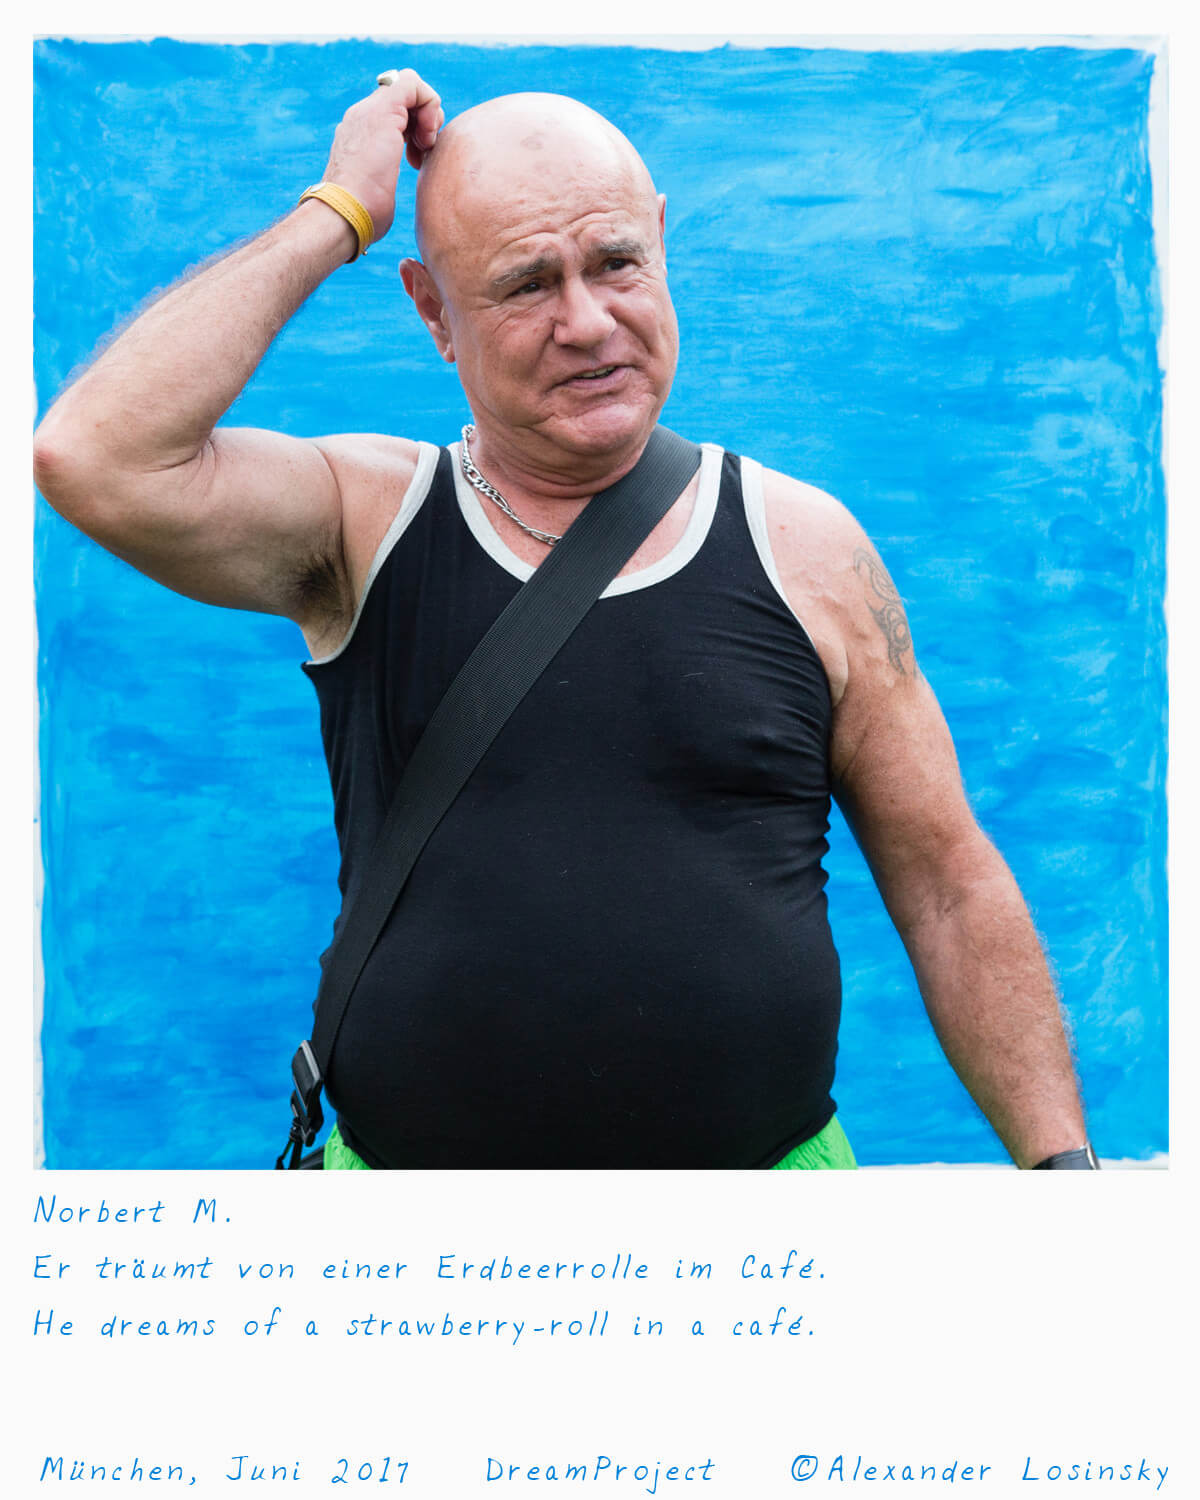 Norbert M.
Er träumt von einer Erdbeerrolle im Café.
He dreams of a strawberry-roll in a café.
München, Juni 2017 DreamProject ©Alexander Losinsky